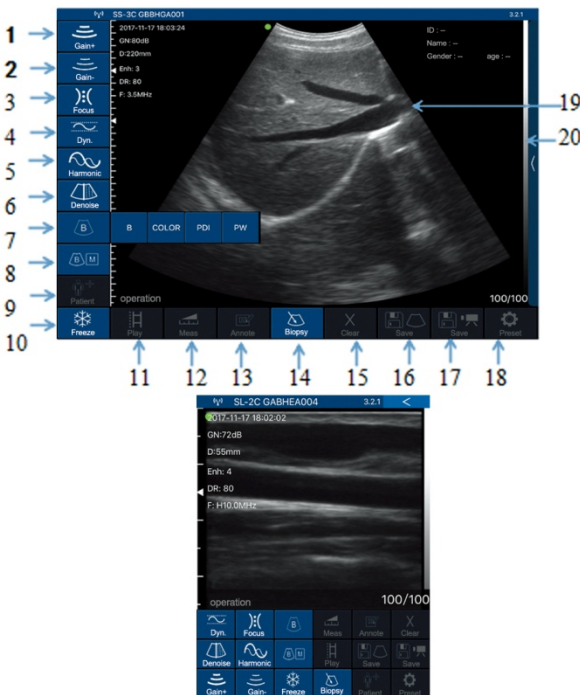 SS-3C GBBHGA001 3.2.1
2017-11-17 18:03:24
GN:80dB
D:220mm
Enh: 3
DR: 80
F: 3.5MHz
ID : --
Name : --
Gender : -- age : --
1 Gain+
2 Gain-
3 Focus
4 Dyn.
5 Harmonic
6 Denoise
7 B B COLOR PDI PW
8 B M
9 Patient
10 Freeze
19
20
operation 100/100
Play Meas Annote Biopsy Clear Save Save Preset
11 12 13 14 15 16 17 18
SL-2C GABHEA004 3.2.1 <
2017-11-17 18:02:02
GN:72dB
D:55mm
Enh: 4
DR: 80
F: H10.0MHz
operation 100/100
Dyn. Focus B Meas Annote Clear
Denoise Harmonic B M Play Save Save
Gain+ Gain- Freeze Biopsy Patient Preset